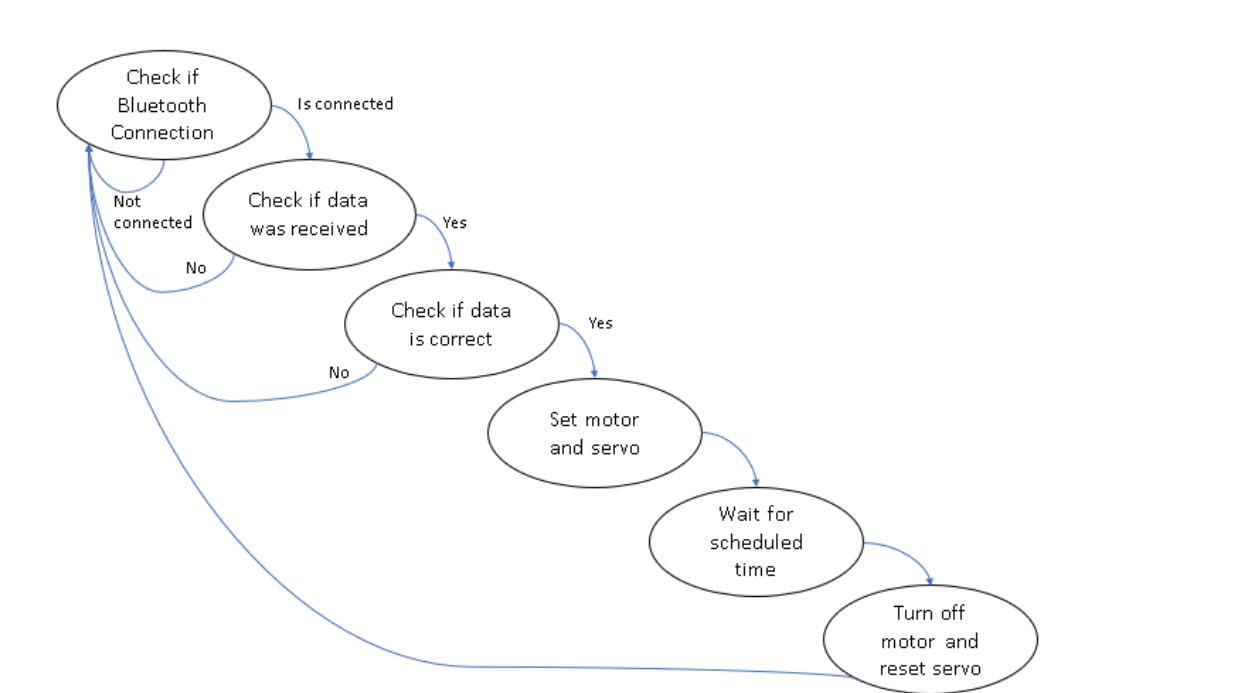 Check if
Bluetooth
Connection
Is connected
Not
connected
Check if data
was received
Yes
No
Check if data
is correct
Yes
No
Set motor
and servo
Wait for
scheduled
time
Turn off
motor and
reset servo